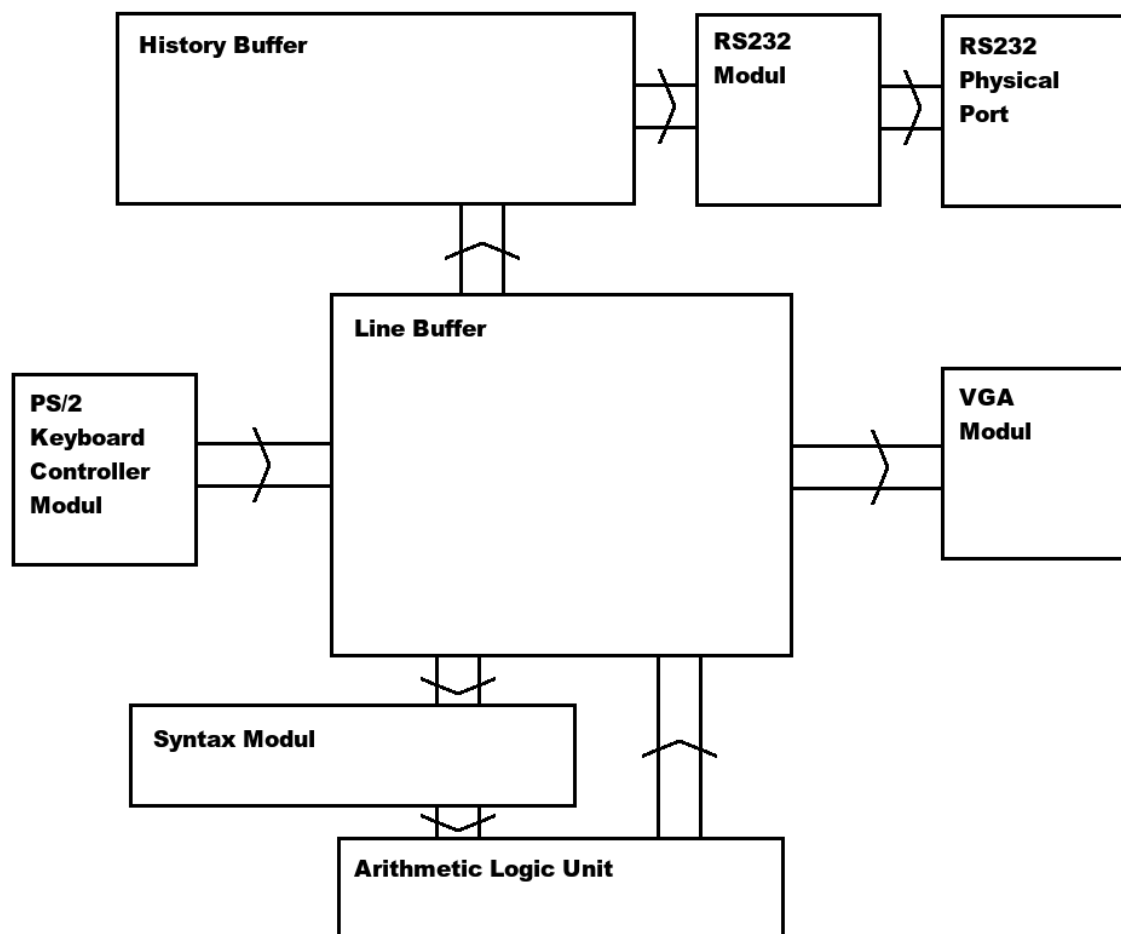 History Buffer
RS232
Modul
RS232
Physical
Port
Line Buffer
PS/2
Keyboard
Controller
Modul
VGA
Modul
Syntax Modul
Arithmetic Logic Unit